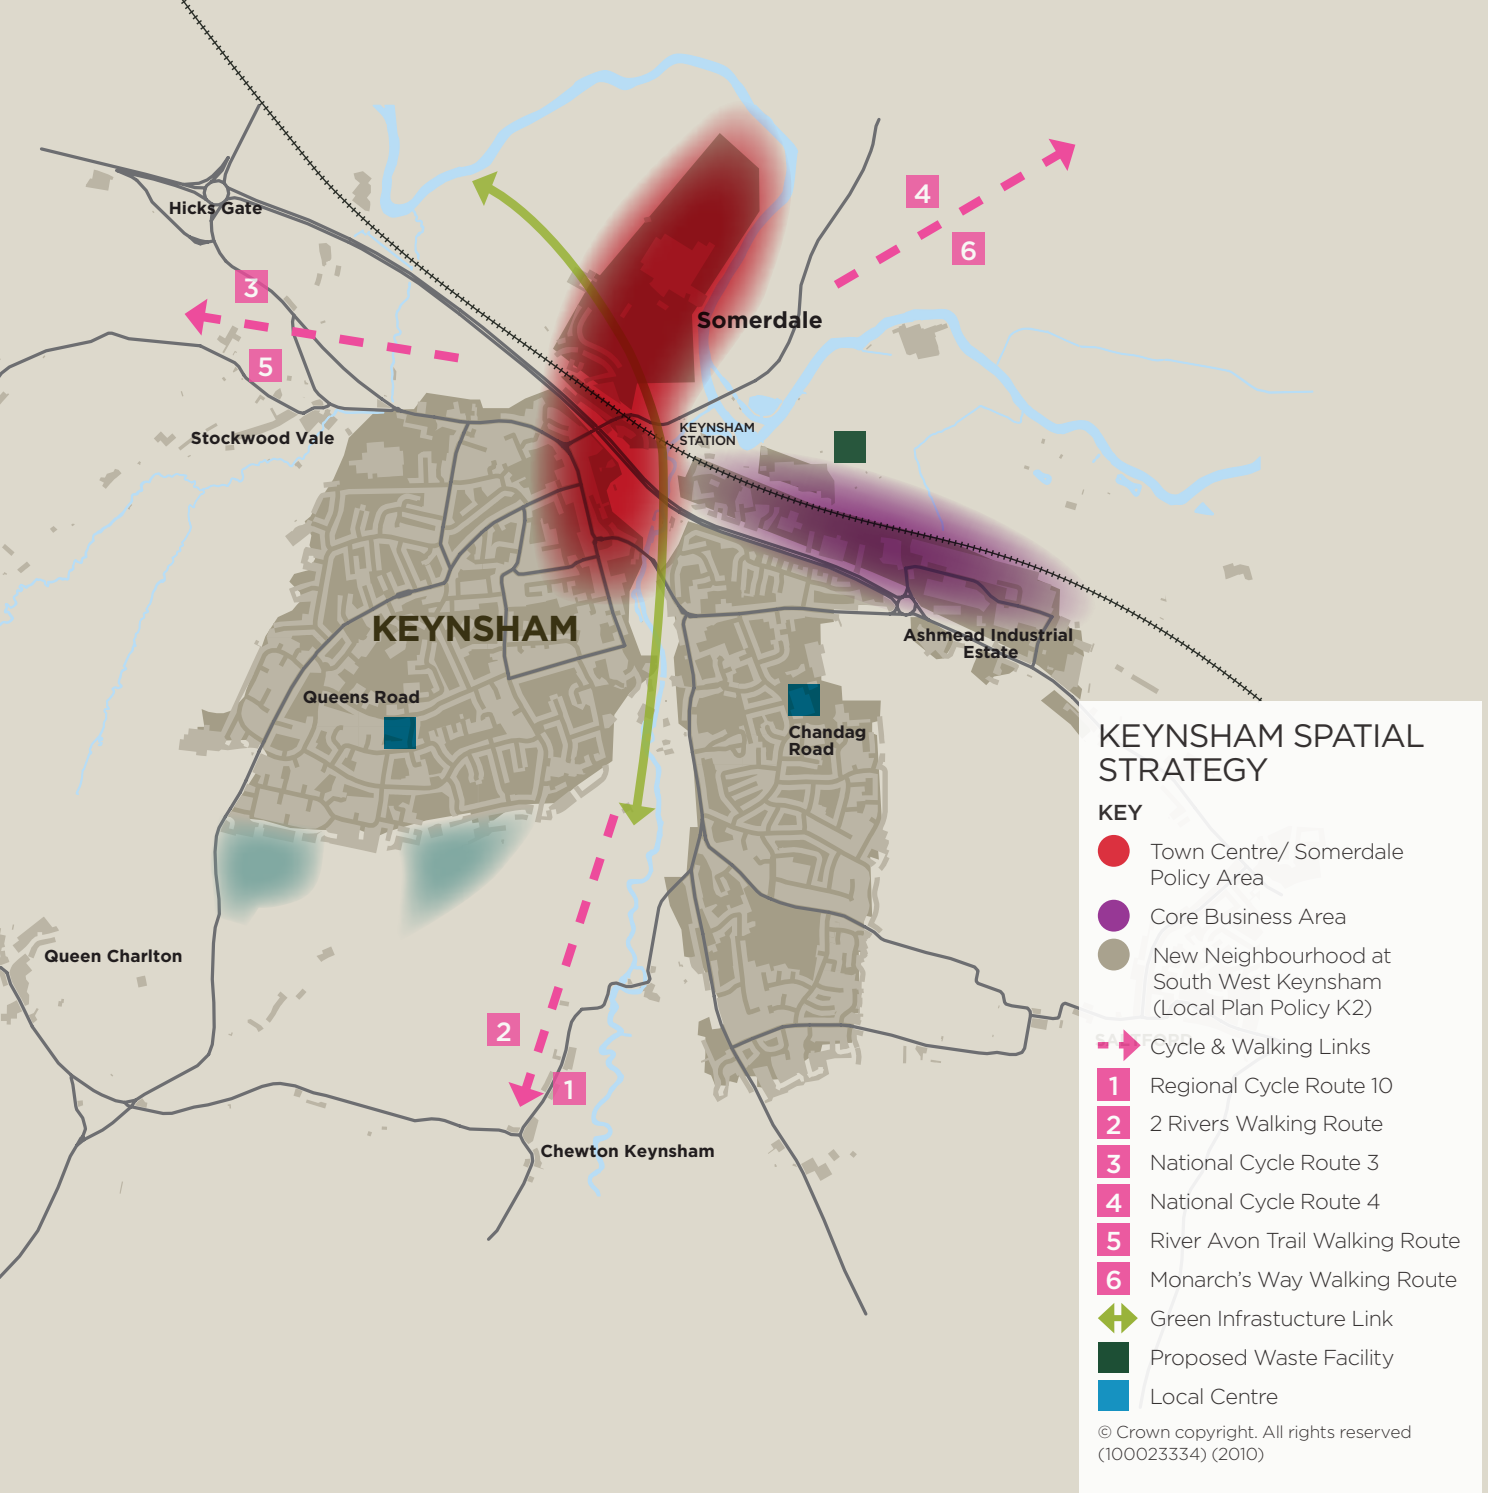 Hicks Gate
4
6
3
5
Somerdale
Stockwood Vale
KEYNSHAM
STATION
KEYNSHAM
Ashmead Industrial
Estate
Queens Road
Chandag
Road
Queen Charlton
2
1
Chewton Keynsham
KEYNSHAM SPATIAL
STRATEGY
KEY
Town Centre/ Somerdale
Policy Area
Core Business Area
New Neighbourhood at
South West Keynsham
(Local Plan Policy K2)
SALTFORD
Cycle & Walking Links
1 Regional Cycle Route 10
2 2 Rivers Walking Route
3 National Cycle Route 3
4 National Cycle Route 4
5 River Avon Trail Walking Route
6 Monarch's Way Walking Route
Green Infrastucture Link
Proposed Waste Facility
Local Centre
© Crown copyright. All rights reserved
(100023334) (2010)